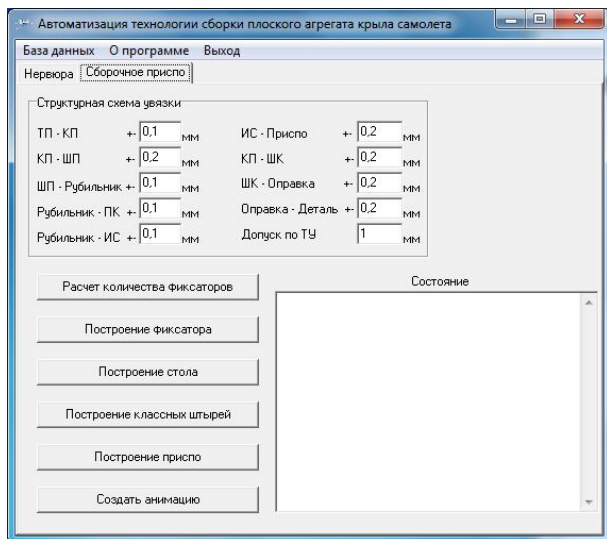 Автоматизация технологии сборки плоского агрегата крыла самолета
База данных О программе Выход
Нервюра Сборочное приспо
Структурная схема увязки
ТП - КП +- 0,1 мм ИС - Приспо +- 0,2 мм
КП - ШП +- 0,2 мм КП - ШК +- 0,2 мм
ШП - Рубильник +- 0,1 мм ШК - Оправка +- 0,2 мм
Рубильник - ПК +- 0,1 мм Оправка - Деталь +- 0,2 мм
Рубильник - ИС +- 0,1 мм Допуск по ТУ 1 мм
Расчет количества фиксаторов Состояние
Построение фиксатора
Построение стола
Построение классных штырей
Построение приспо
Создать анимацию